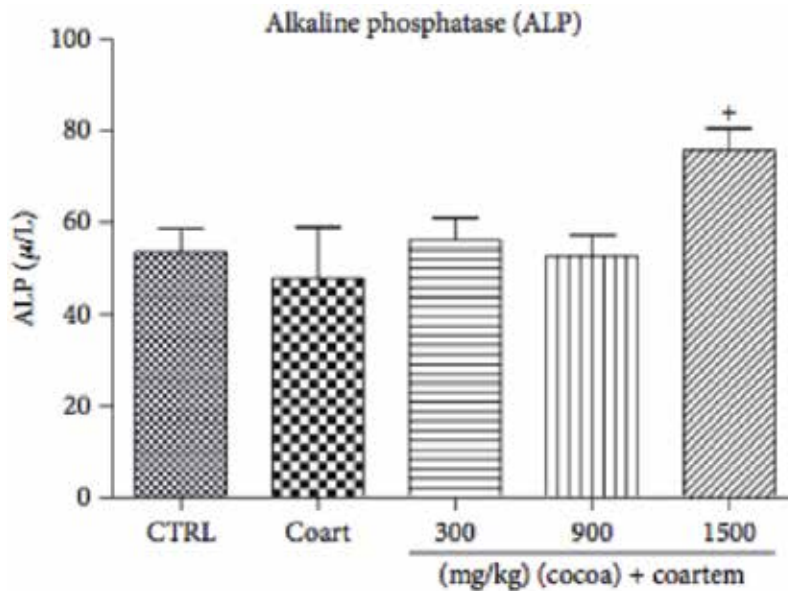 Alkaline phosphatase (ALP)
100
80
60
40
20
0
ALP (µ/L)
+
CTRL Coart 300 900 1500
(mg/kg) (cocoa) + coartem